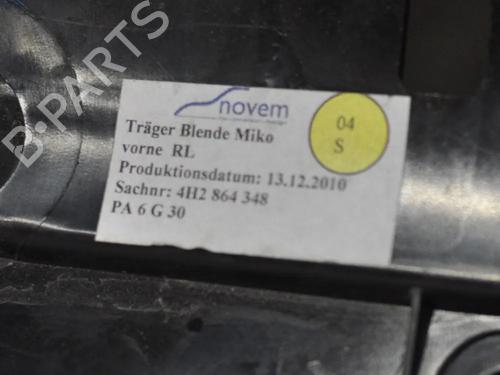 novem
04
S
Träger Blende Miko
vorne RL
Produktionsdatum: 13.12.2010
Sachnr: 4H2 864 348
PA 6 G 30
B-PARTS